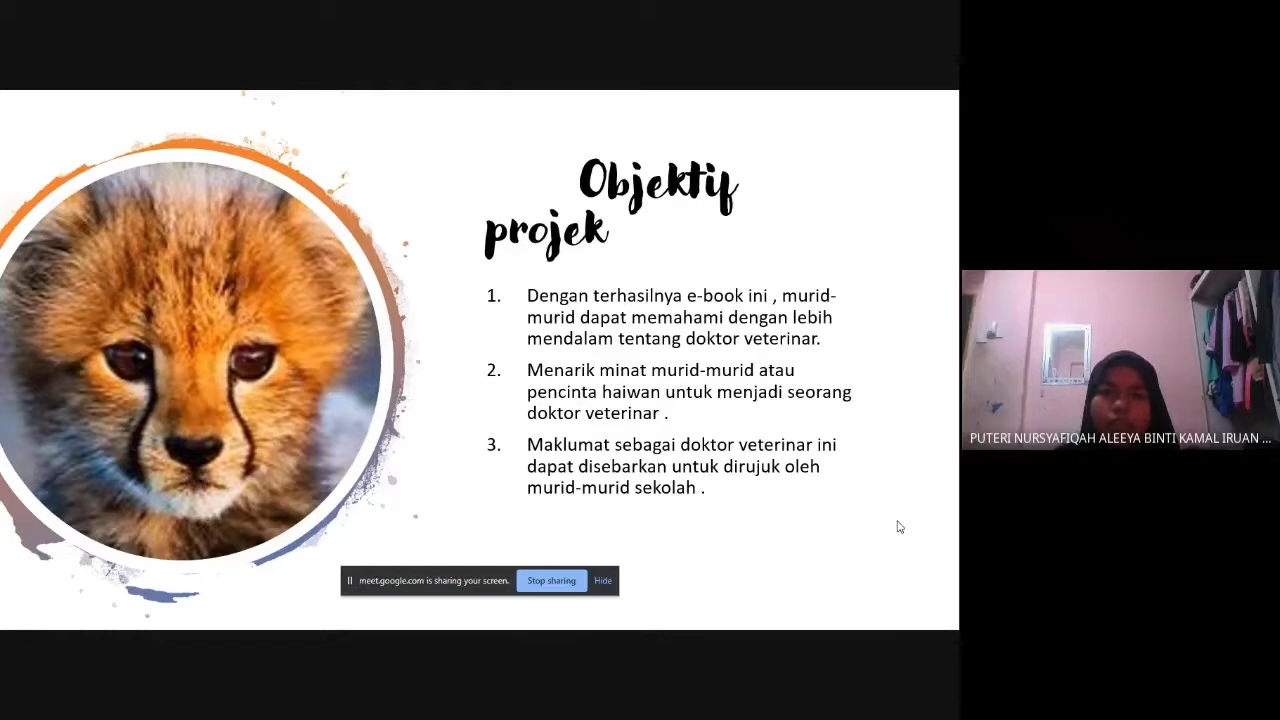 Objektif
projek
1. Dengan terhasilnya e-book ini , murid-
murid dapat memahami dengan lebih
mendalam tentang doktor veterinar.
2. Menarik minat murid-murid atau
pencinta haiwan untuk menjadi seorang
doktor veterinar .
3. Maklumat sebagai doktor veterinar ini
dapat disebarkan untuk dirujuk oleh
murid-murid sekolah .
meet.google.com is sharing your screen. Stop sharing Hide
PUTERI NURSYAFIQAH ALEEYA BINTI KAMAL IRUAN ...